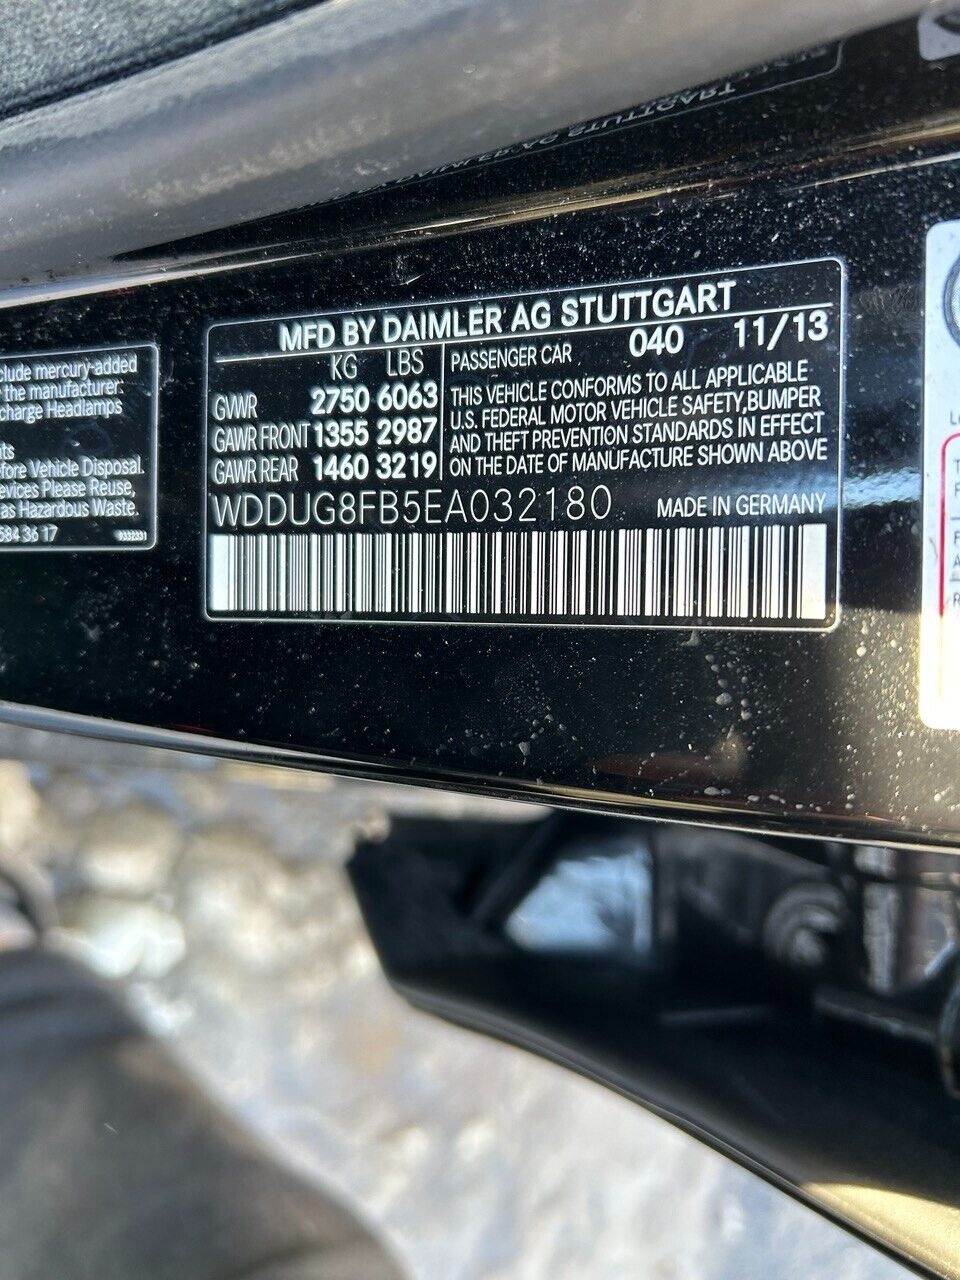 MFD BY DAIMLER AG STUTTGART
KG LBS
GVWR 2750 6063
GAWR FRONT 1355 2987
GAWR REAR 1460 3219
PASSENGER CAR 040 11/13
THIS VEHICLE CONFORMS TO ALL APPLICABLE
U.S. FEDERAL MOTOR VEHICLE SAFETY, BUMPER
AND THEFT PREVENTION STANDARDS IN EFFECT
ON THE DATE OF MANUFACTURE SHOWN ABOVE
WDDUG8FB5EA032180 MADE IN GERMANY
mercury-added
the manufacturer:
charge Headlamps
Vehicle Disposal.
Please Reuse,
as Hazardous Waste.
584 36 17